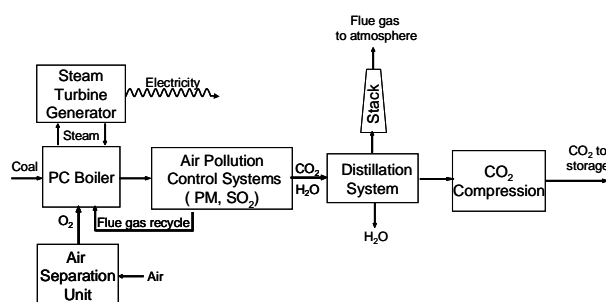 Flue gas
to atmosphere
Stack
Steam
Turbine
Generator
Electricity
Steam
Coal
PC Boiler
Air Pollution
Control Systems
( PM, SO₂)
CO₂
H₂O
Distillation
System
CO₂
Compression
CO₂ to
storage
O₂
Flue gas recycle
H₂O
Air
Separation
Unit
Air